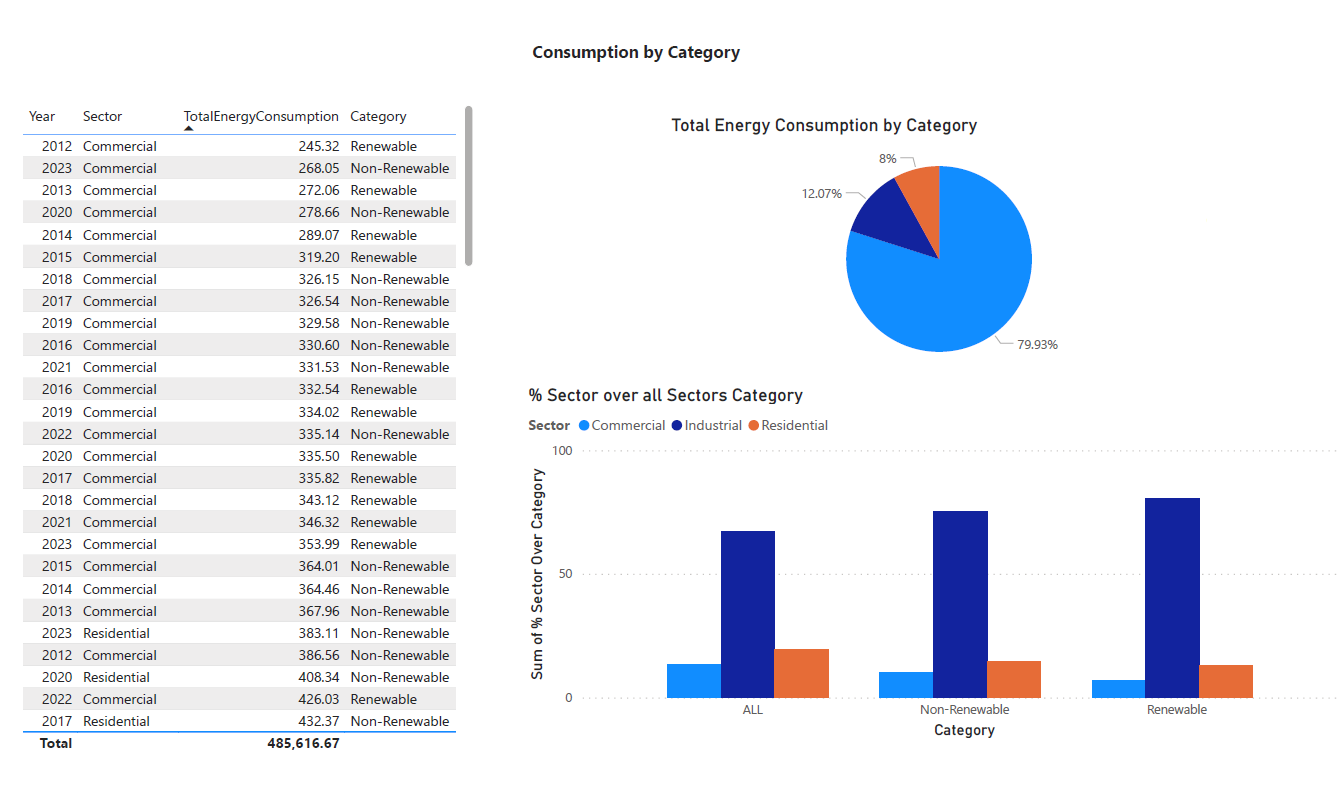 Consumption by Category
Year Sector TotalEnergyConsumption Category
2012 Commercial 245.32 Renewable
2023 Commercial 268.05 Non-Renewable
2013 Commercial 272.06 Renewable
2020 Commercial 278.66 Non-Renewable
2014 Commercial 289.07 Renewable
2015 Commercial 319.20 Renewable
2018 Commercial 326.15 Non-Renewable
2017 Commercial 326.54 Non-Renewable
2019 Commercial 329.58 Non-Renewable
2016 Commercial 330.60 Non-Renewable
2021 Commercial 331.53 Non-Renewable
2016 Commercial 332.54 Renewable
2019 Commercial 334.02 Renewable
2022 Commercial 335.14 Non-Renewable
2020 Commercial 335.50 Renewable
2017 Commercial 335.82 Renewable
2018 Commercial 343.12 Renewable
2021 Commercial 346.32 Renewable
2023 Commercial 353.99 Renewable
2015 Commercial 364.01 Non-Renewable
2014 Commercial 364.46 Non-Renewable
2013 Commercial 367.96 Non-Renewable
2023 Residential 383.11 Non-Renewable
2012 Commercial 386.56 Non-Renewable
2020 Residential 408.34 Non-Renewable
2022 Commercial 426.03 Renewable
2017 Residential 432.37 Non-Renewable
Total 485,616.67
Total Energy Consumption by Category
8%
12.07%
79.93%
% Sector over all Sectors Category
Sector Commercial Industrial Residential
Sum of % Sector Over Category
100
50
0
ALL Non-Renewable Renewable
Category